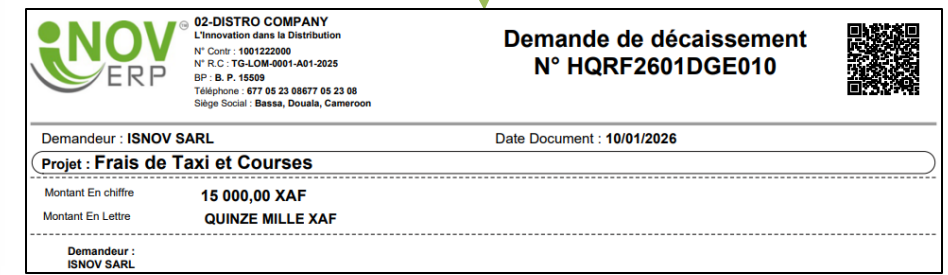 iNOV ERP
02-DISTRO COMPANY
L'Innovation dans la Distribution
N° Contr : 1001222000
N° R.C : TG-LOM-0001-A01-2025
BP : B. P. 15509
Téléphone : 677 05 23 08677 05 23 08
Siège Social : Bassa, Douala, Cameroon
Demande de décaissement
N° HQRF2601DGE010
Demandeur : ISNOV SARL
Date Document : 10/01/2026
Projet : Frais de Taxi et Courses
Montant En chiffre
15 000,00 XAF
Montant En Lettre
QUINZE MILLE XAF
Demandeur :
ISNOV SARL